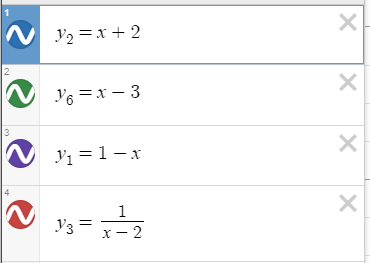 1
y₂ = x + 2
2
y₆ = x − 3
3
y₁ = 1 − x
4
y₃ = 1/(x − 2)